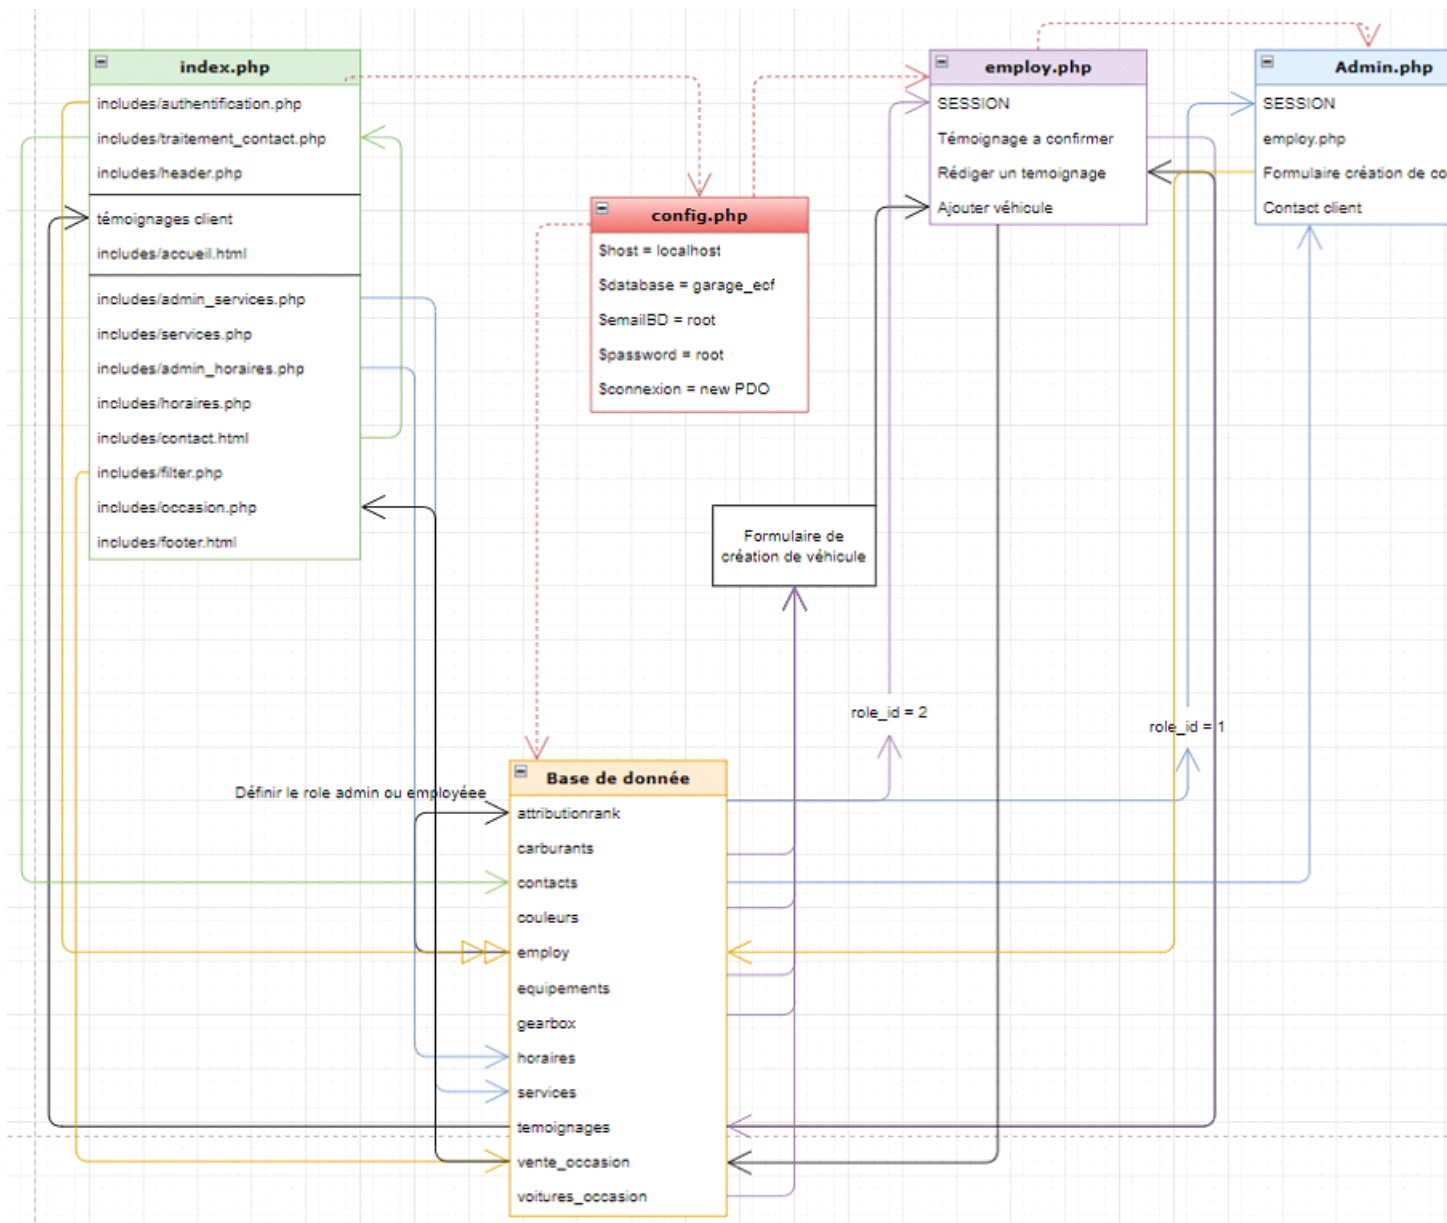 index.php
includes/authentification.php
includes/traitement_contact.php
includes/header.php
témoignages client
includes/accueil.html
includes/admin_services.php
includes/services.php
includes/admin_horaires.php
includes/horaires.php
includes/contact.html
includes/filter.php
includes/occasion.php
includes/footer.html
config.php
$host = localhost
$database = garage_ecf
$emailBD = root
$password = root
$connexion = new PDO
employ.php
SESSION
Témoignage a confirmer
Rédiger un temoignage
Ajouter véhicule
Admin.php
SESSION
employ.php
Formulaire création de co
Contact client
Formulaire de
création de véhicule
role_id = 2
role_id = 1
Définir le role admin ou employéee
Base de donnée
attributionrank
carburants
contacts
couleurs
employ
equipements
gearbox
horaires
services
temoignages
vente_occasion
voitures_occasion